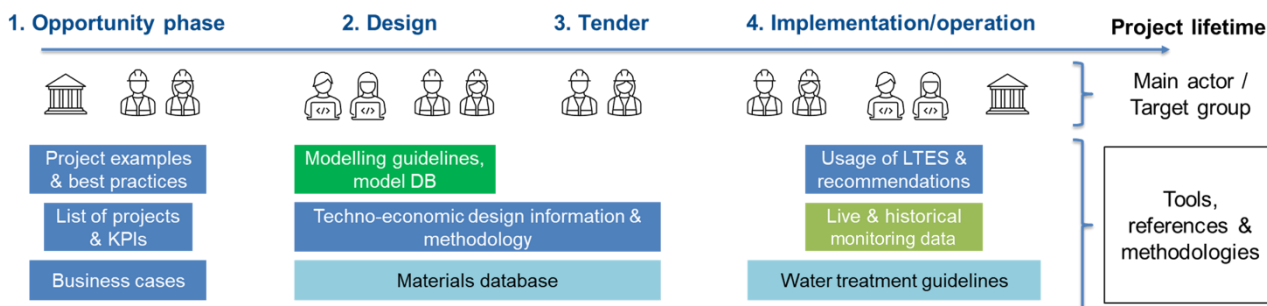 1. Opportunity phase
2. Design
3. Tender
4. Implementation/operation
Project lifetime
Main actor /
Target group
Project examples
& best practices
Modelling guidelines,
model DB
Usage of LTES &
recommendations
List of projects
& KPIs
Techno-economic design information &
methodology
Live & historical
monitoring data
Business cases
Materials database
Water treatment guidelines
Tools,
references &
methodologies